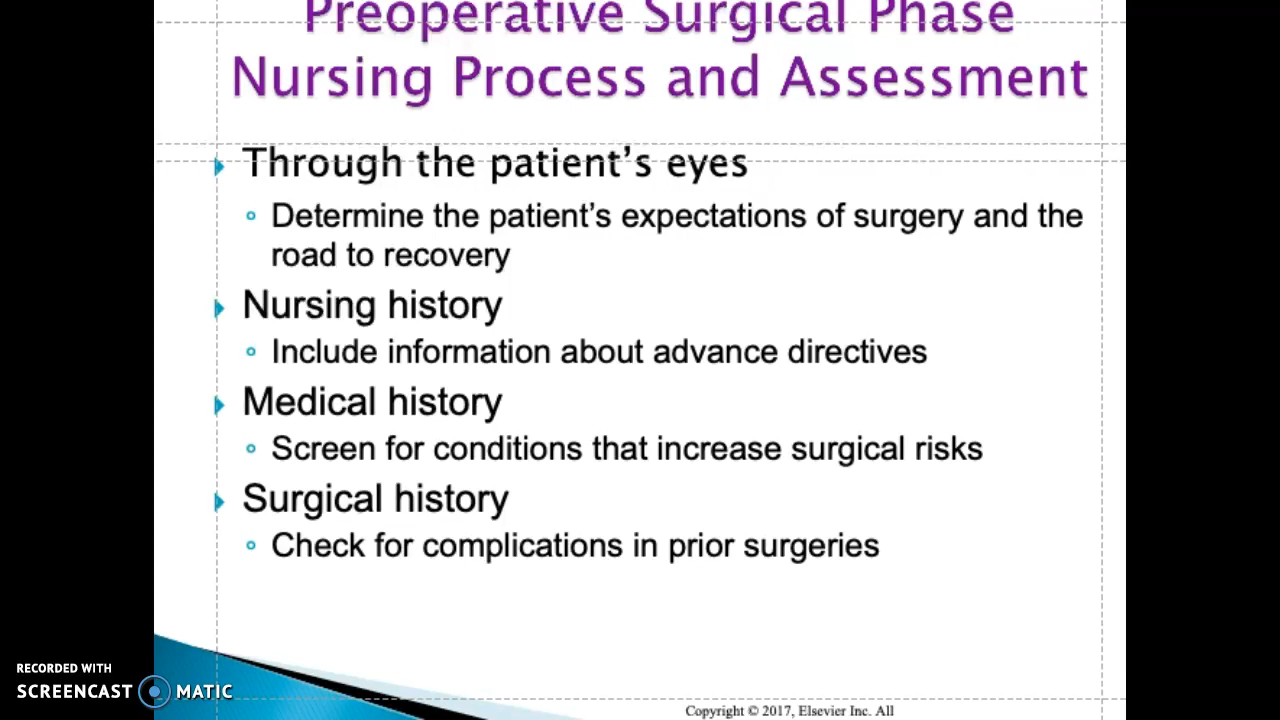 Preoperative Surgical Phase
Nursing Process and Assessment
Through the patient’s eyes
Determine the patient’s expectations of surgery and the
road to recovery
Nursing history
Include information about advance directives
Medical history
Screen for conditions that increase surgical risks
Surgical history
Check for complications in prior surgeries
RECORDED WITH
SCREENCAST MATIC
Copyright © 2017, Elsevier Inc. All